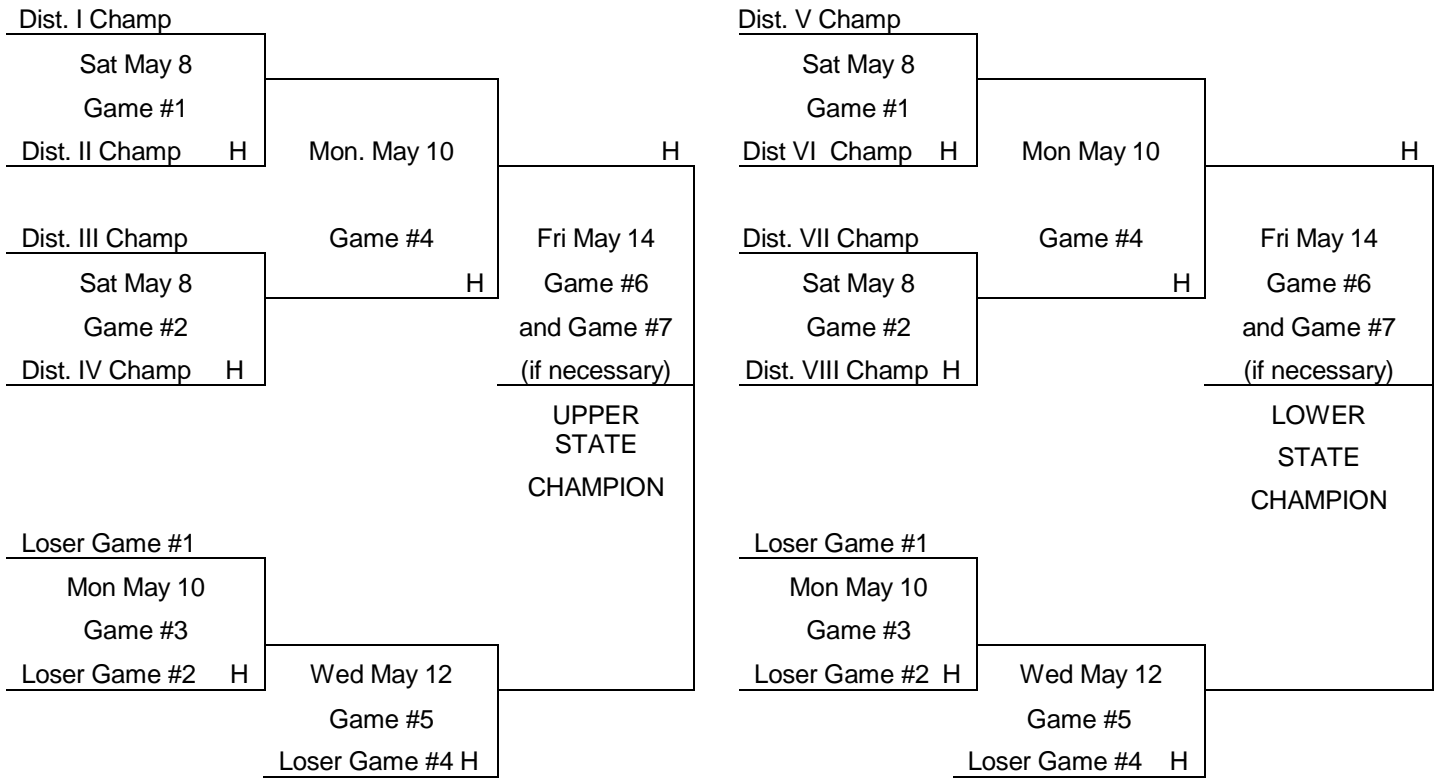 Dist. I Champ
Sat May 8
Game #1
Dist. II Champ H
Mon. May 10
H
Dist. III Champ
Game #4
Fri May 14
Sat May 8
H
Game #6
Game #2
and Game #7
Dist. IV Champ H
(if necessary)
UPPER
STATE
CHAMPION
Loser Game #1
Mon May 10
Game #3
Loser Game #2 H
Wed May 12
Game #5
Loser Game #4 H
Dist. V Champ
Sat May 8
Game #1
Dist VI Champ H
Mon May 10
H
Dist. VII Champ
Game #4
Fri May 14
Sat May 8
H
Game #6
Game #2
and Game #7
Dist. VIII Champ H
(if necessary)
LOWER
STATE
CHAMPION
Loser Game #1
Mon May 10
Game #3
Loser Game #2 H
Wed May 12
Game #5
Loser Game #4 H